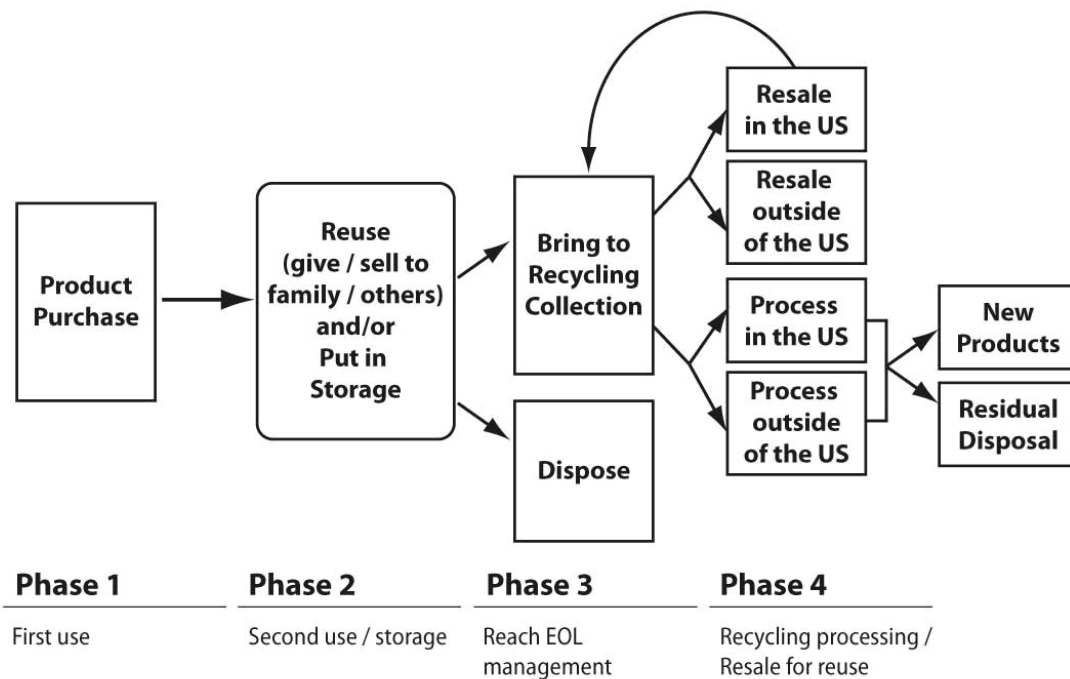 Product
Purchase
Reuse
(give / sell to
family / others)
and/or
Put in
Storage
Bring to
Recycling
Collection
Dispose
Resale
in the US
Resale
outside
of the US
Process
in the US
Process
outside
of the US
New
Products
Residual
Disposal
Phase 1
First use
Phase 2
Second use / storage
Phase 3
Reach EOL
management
Phase 4
Recycling processing /
Resale for reuse